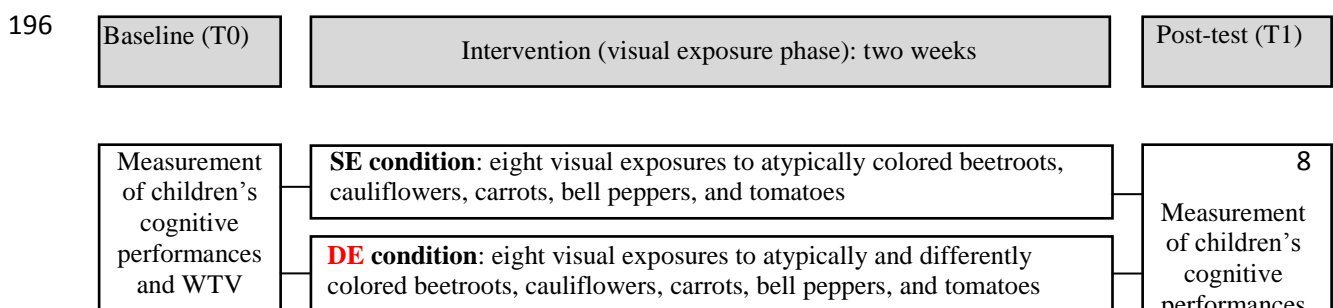 196
Baseline (T0)
Intervention (visual exposure phase): two weeks
Post-test (T1)
Measurement
of children's
cognitive
performances
and WTV
SE condition: eight visual exposures to atypically colored beetroots,
cauliflowers, carrots, bell peppers, and tomatoes
DE condition: eight visual exposures to atypically and differently
colored beetroots, cauliflowers, carrots, bell peppers, and tomatoes
8
Measurement
of children's
cognitive
performances